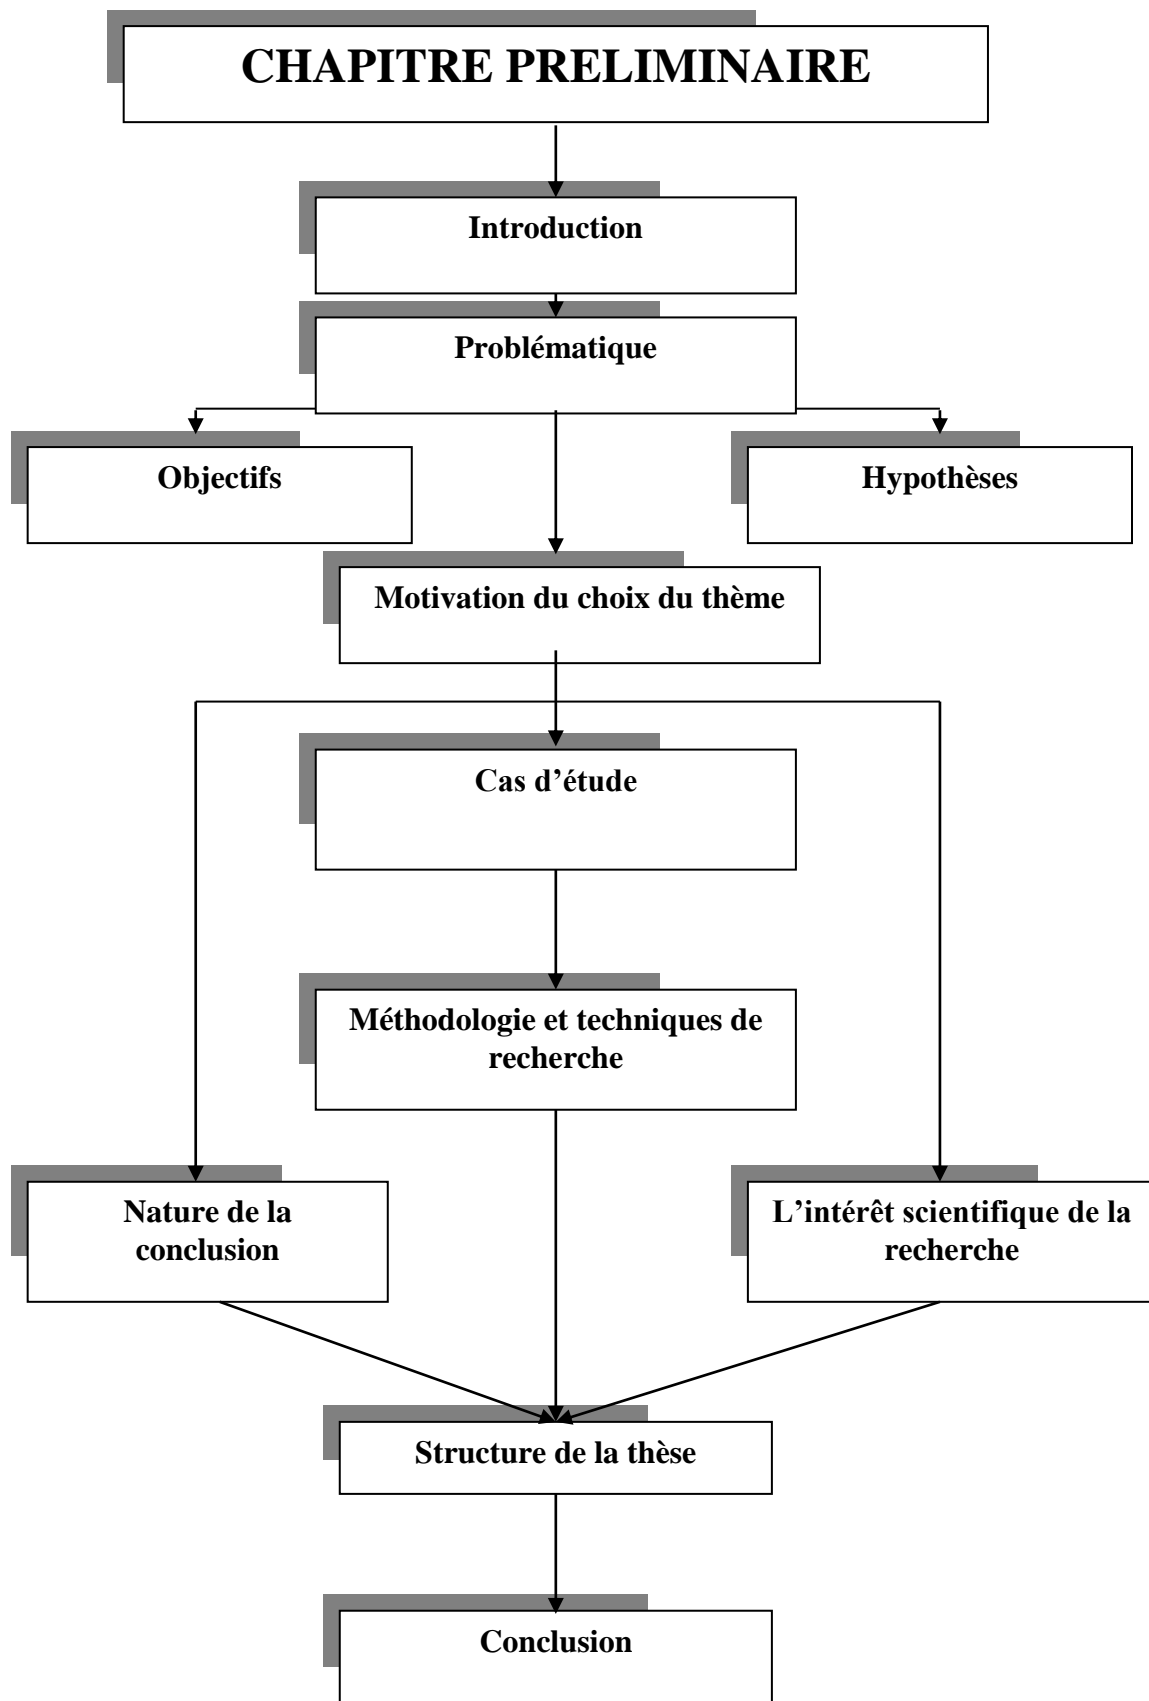 CHAPITRE PRELIMINAIRE
Introduction
Problématique
Objectifs
Hypothèses
Motivation du choix du thème
Cas d’étude
Méthodologie et techniques de
recherche
Nature de la
conclusion
L’intérêt scientifique de la
recherche
Structure de la thèse
Conclusion